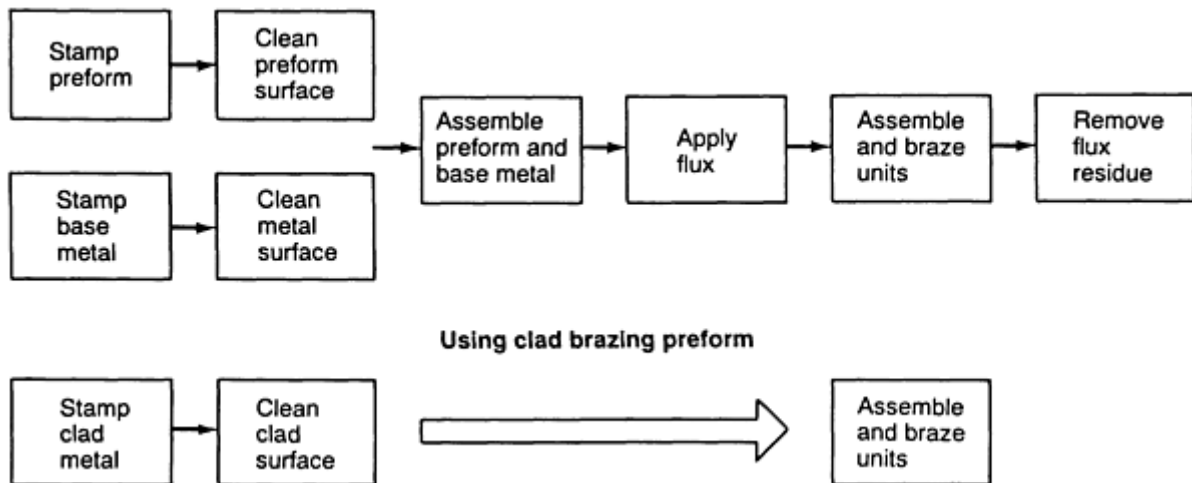 Stamp
preform
Clean
preform
surface
Assemble
preform and
base metal
Apply
flux
Assemble
and braze
units
Remove
flux
residue
Stamp
base
metal
Clean
metal
surface
Using clad brazing preform
Stamp
clad
metal
Clean
clad
surface
Assemble
and braze
units